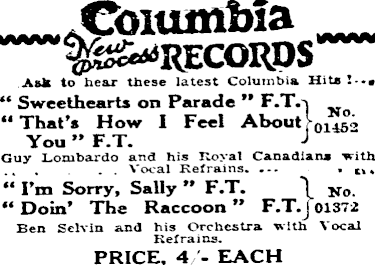 Columbia
New
process RECORDS
Ask to hear these latest Columbia Hits!
"Sweethearts on Parade" F.T.
"That's How I Feel About
You" F.T.
No.
01452
Guy Lombardo and his Royal Canadians with
Vocal Refrains.
"I'm Sorry, Sally" F.T.
"Doin' The Raccoon" F.T.
No.
01372
Ben Selvin and his Orchestra with Vocal
Refrains.
PRICE, 4/- EACH